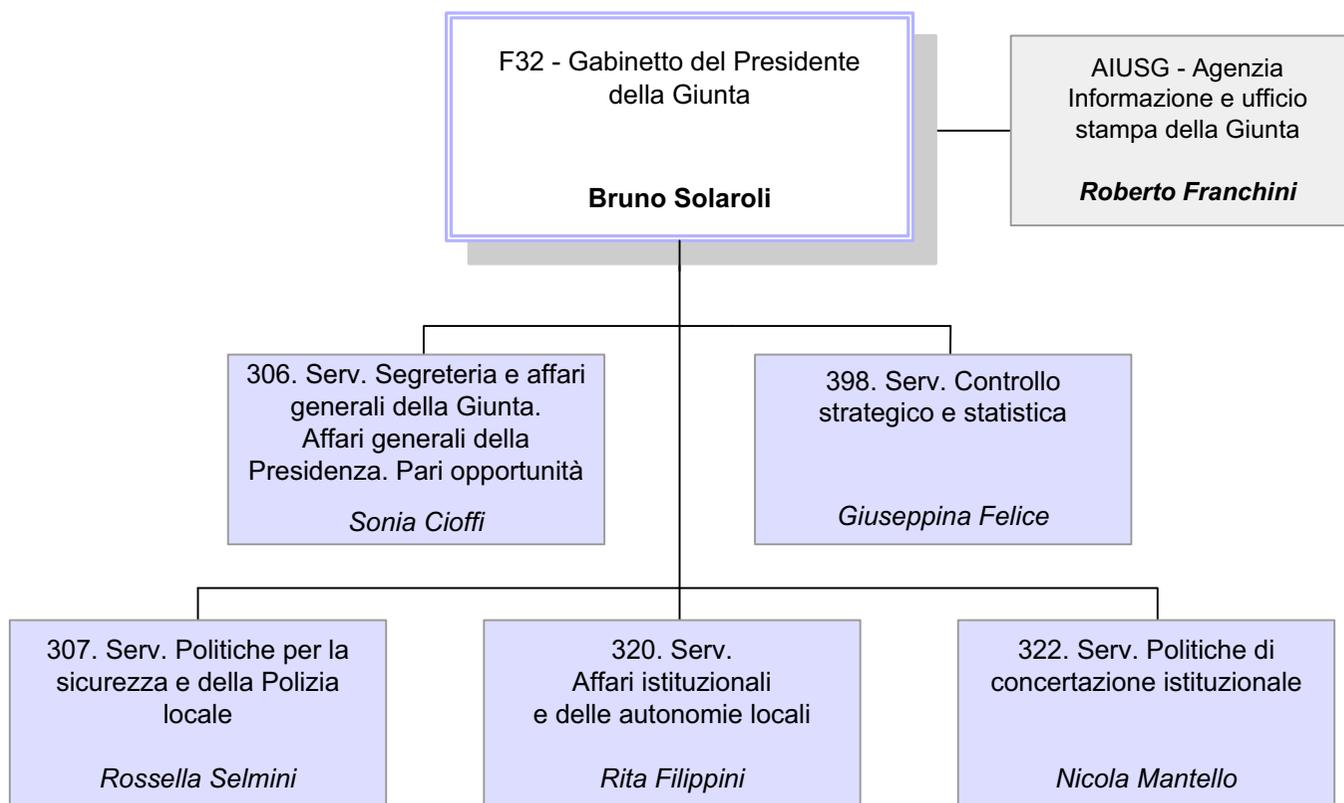 F32 - Gabinetto del Presidente
della Giunta
Bruno Solaroli
AIUSG - Agenzia
Informazione e ufficio
stampa della Giunta
Roberto Franchini
306. Serv. Segreteria e affari
generali della Giunta.
Affari generali della
Presidenza. Pari opportunità
Sonia Cioffi
398. Serv. Controllo
strategico e statistica
Giuseppina Felice
307. Serv. Politiche per la
sicurezza e della Polizia
locale
Rossella Selmini
320. Serv.
Affari istituzionali
e delle autonomie locali
Rita Filippini
322. Serv. Politiche di
concertazione istituzionale
Nicola Mantello